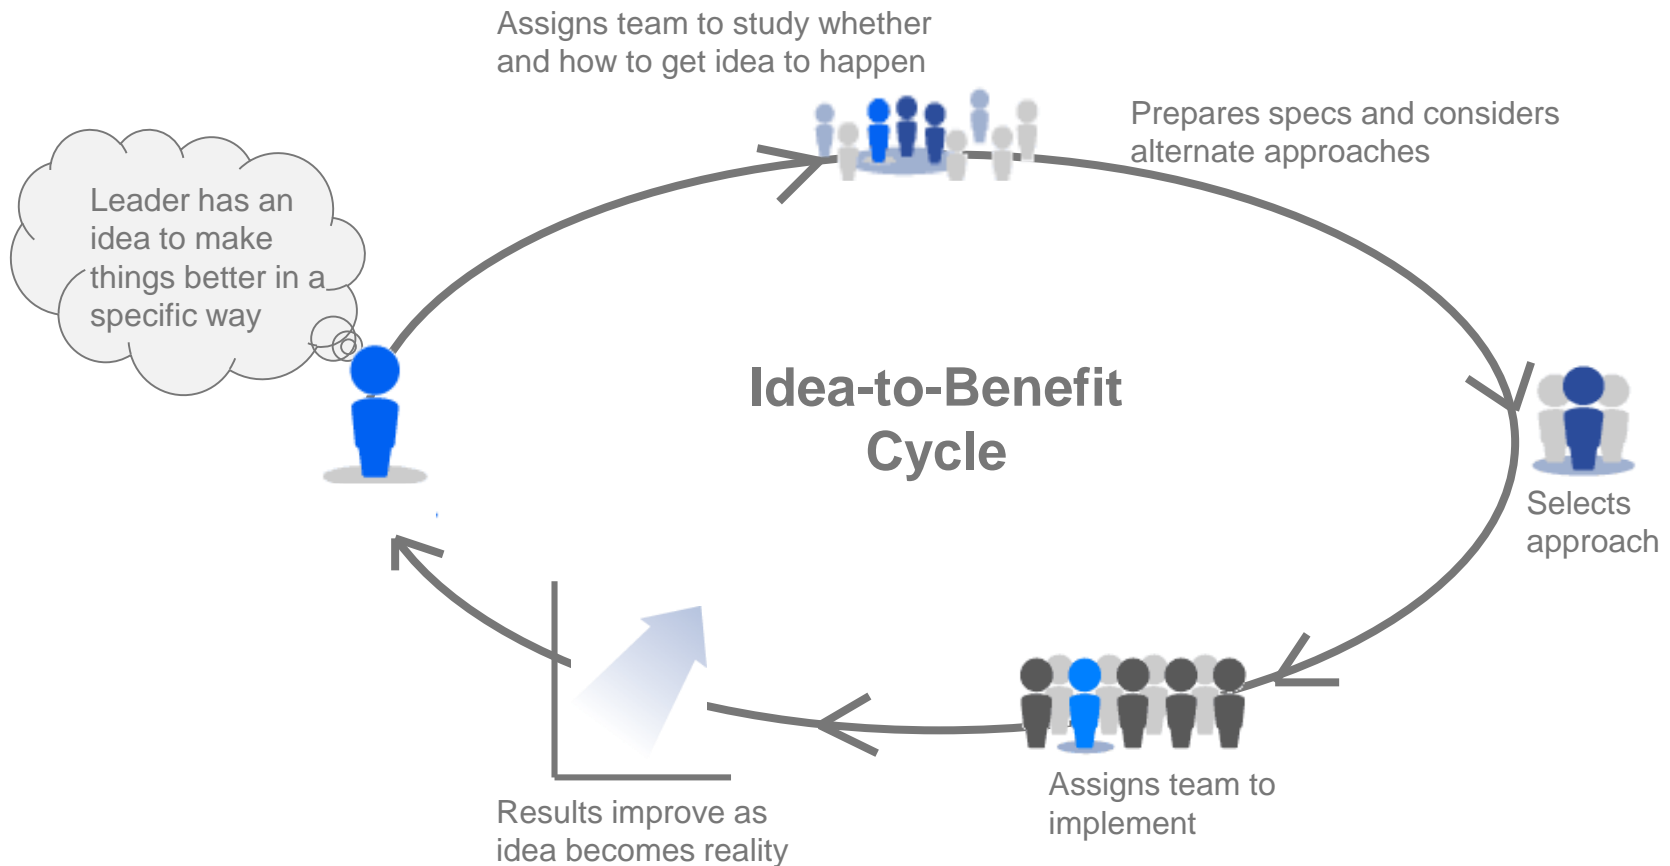 Assigns team to study whether
and how to get idea to happen
Prepares specs and considers
alternate approaches
Leader has an
idea to make
things better in a
specific way
Idea-to-Benefit
Cycle
Selects
approach
Assigns team to
implement
Results improve as
idea becomes reality